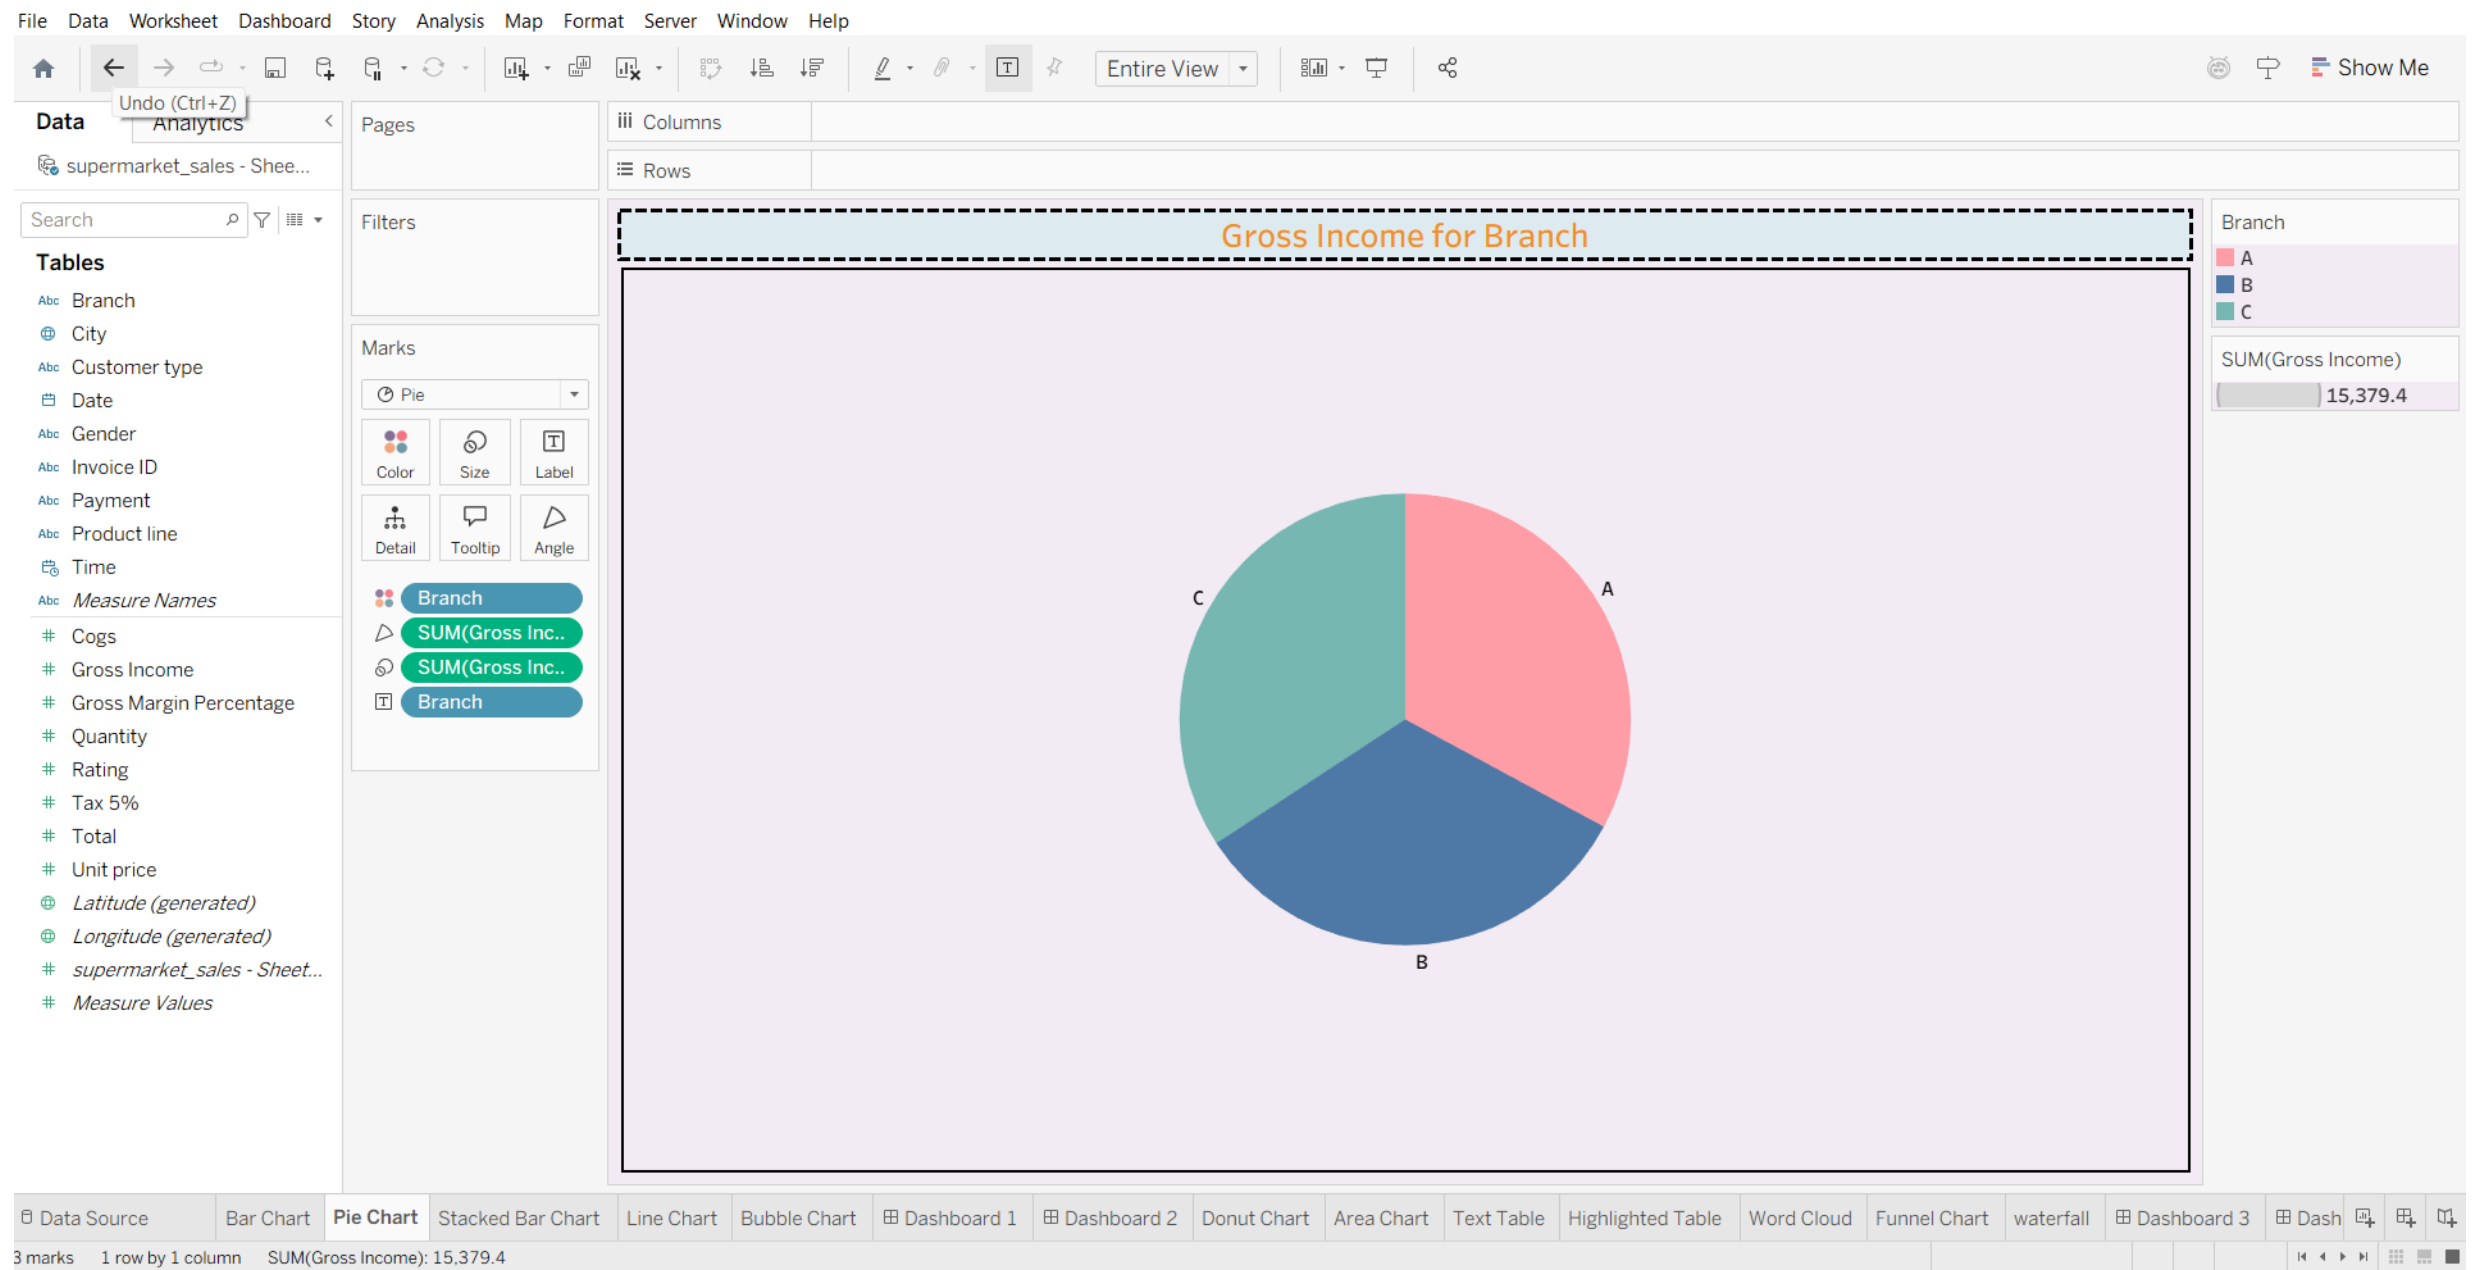 File Data Worksheet Dashboard Story Analysis Map Format Server Window Help
Entire View
Show Me
Undo (Ctrl+Z)
Data Analytics
supermarket_sales - Shee...
Search
Tables
Abc Branch
City
Abc Customer type
Date
Abc Gender
Abc Invoice ID
Abc Payment
Abc Product line
Time
Abc Measure Names
# Cogs
# Gross Income
# Gross Margin Percentage
# Quantity
# Rating
# Tax 5%
# Total
# Unit price
Latitude (generated)
Longitude (generated)
# supermarket_sales - Sheet...
# Measure Values
Pages
Filters
Marks
Pie
Color Size Label
Detail Tooltip Angle
Branch
SUM(Gross Inc..
SUM(Gross Inc..
Branch
Columns
Rows
Gross Income for Branch
C
A
B
Branch
A
B
C
SUM(Gross Income)
15,379.4
Data Source Bar Chart Pie Chart Stacked Bar Chart Line Chart Bubble Chart Dashboard 1 Dashboard 2 Donut Chart Area Chart Text Table Highlighted Table Word Cloud Funnel Chart waterfall Dashboard 3 Dash
3 marks 1 row by 1 column SUM(Gross Income): 15,379.4